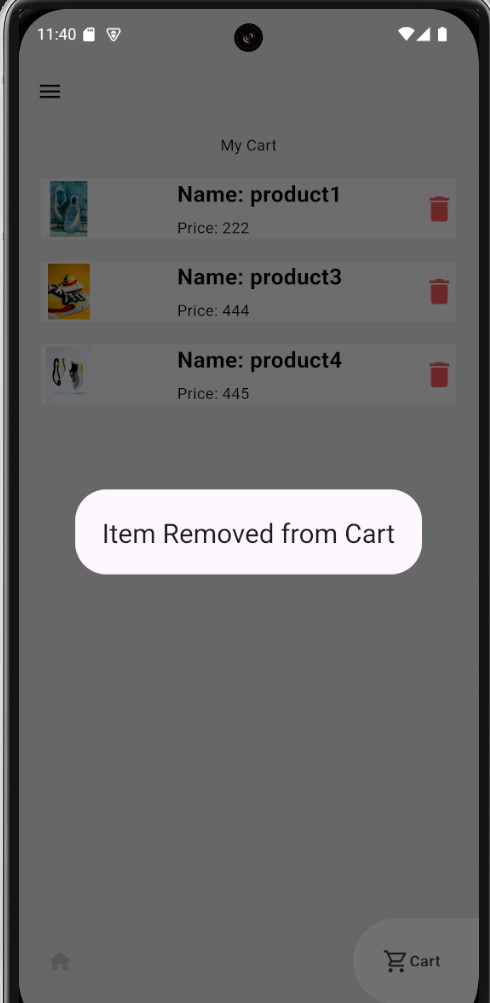 11:40
My Cart
Name: product1
Price: 222
Name: product3
Price: 444
Name: product4
Price: 445
Item Removed from Cart
Cart